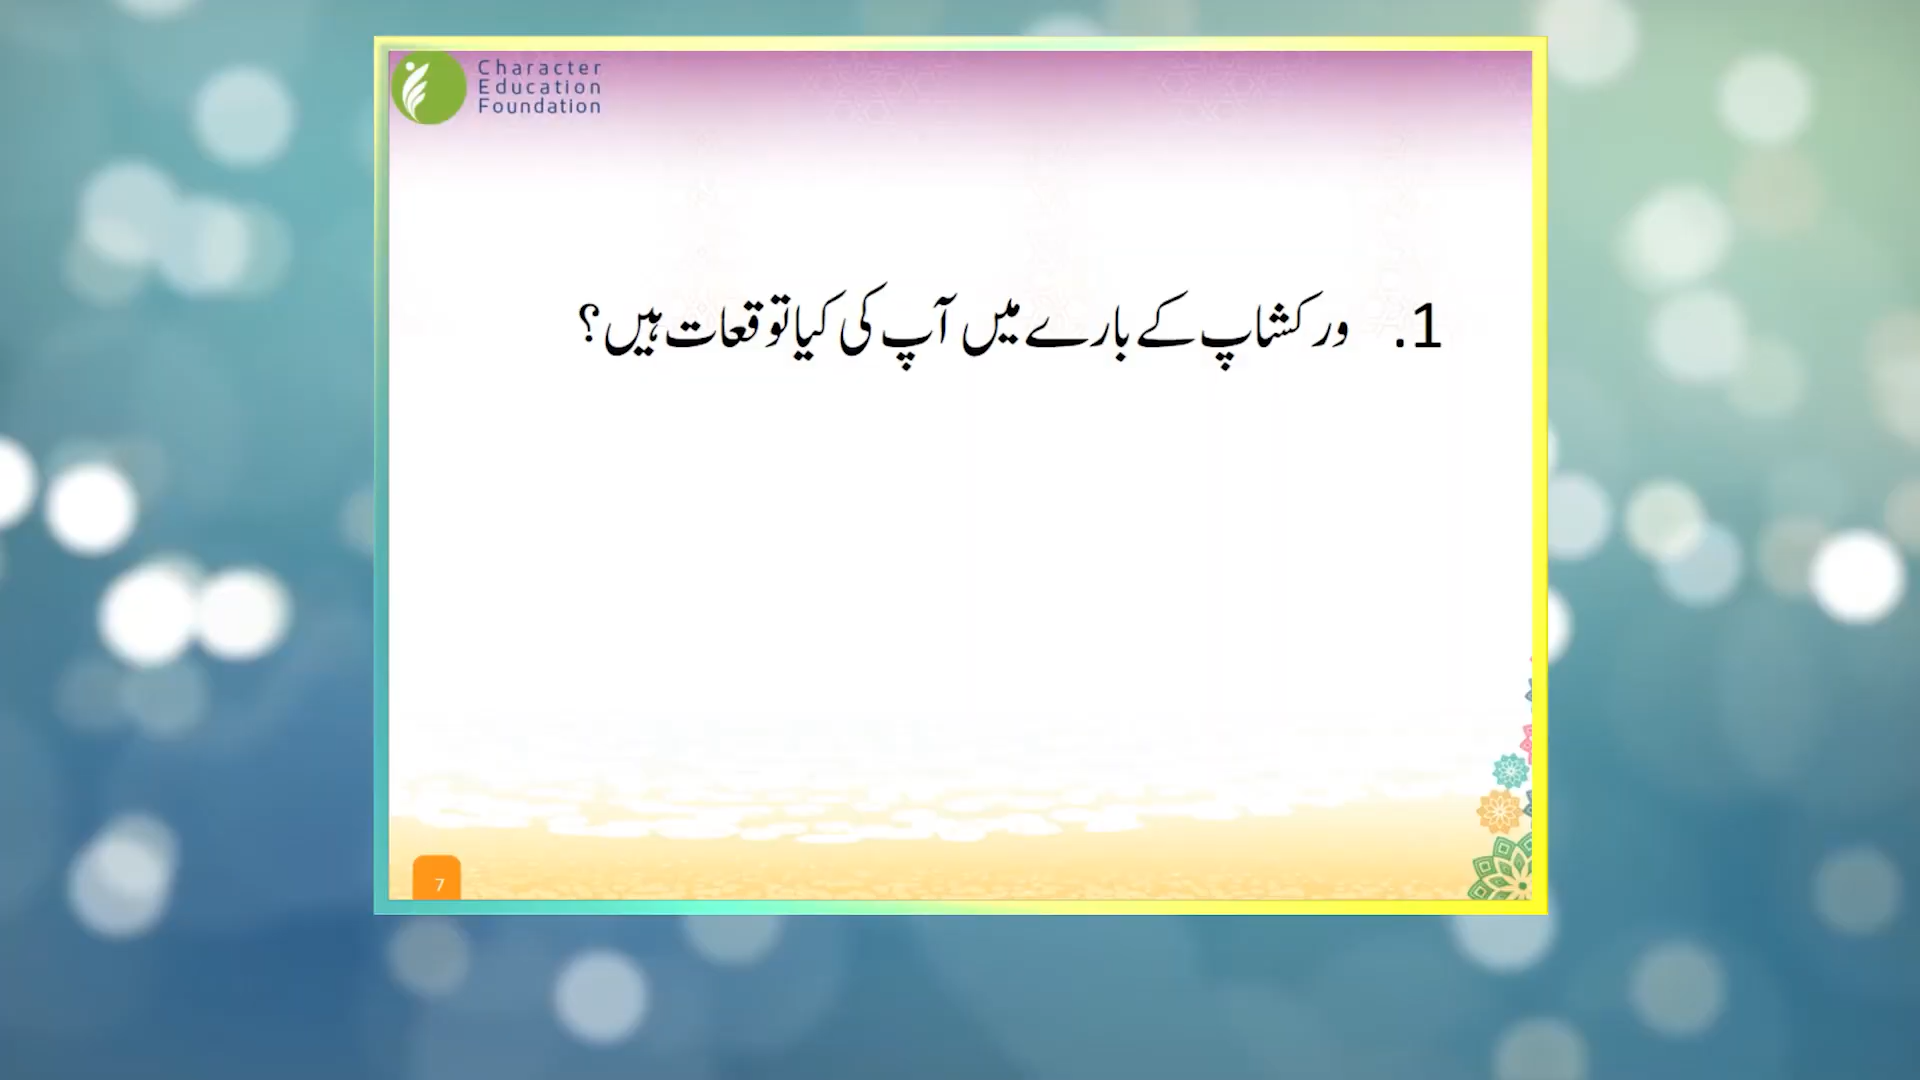 Character
Education
Foundation
1. ورکشاپ کے بارے میں آپ کی کیا توقعات ہیں؟
7